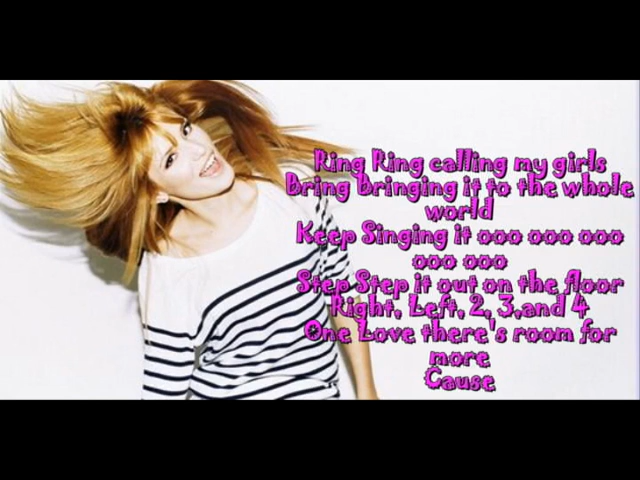 Ring Ring calling my girls
Bring Bringing it to the whole
world
Keep Singing it ooo ooo ooo
ooo ooo
Step Step it out on the floor
Right, Left, 2, 3,and 4
One Love there's room for
more
Cause